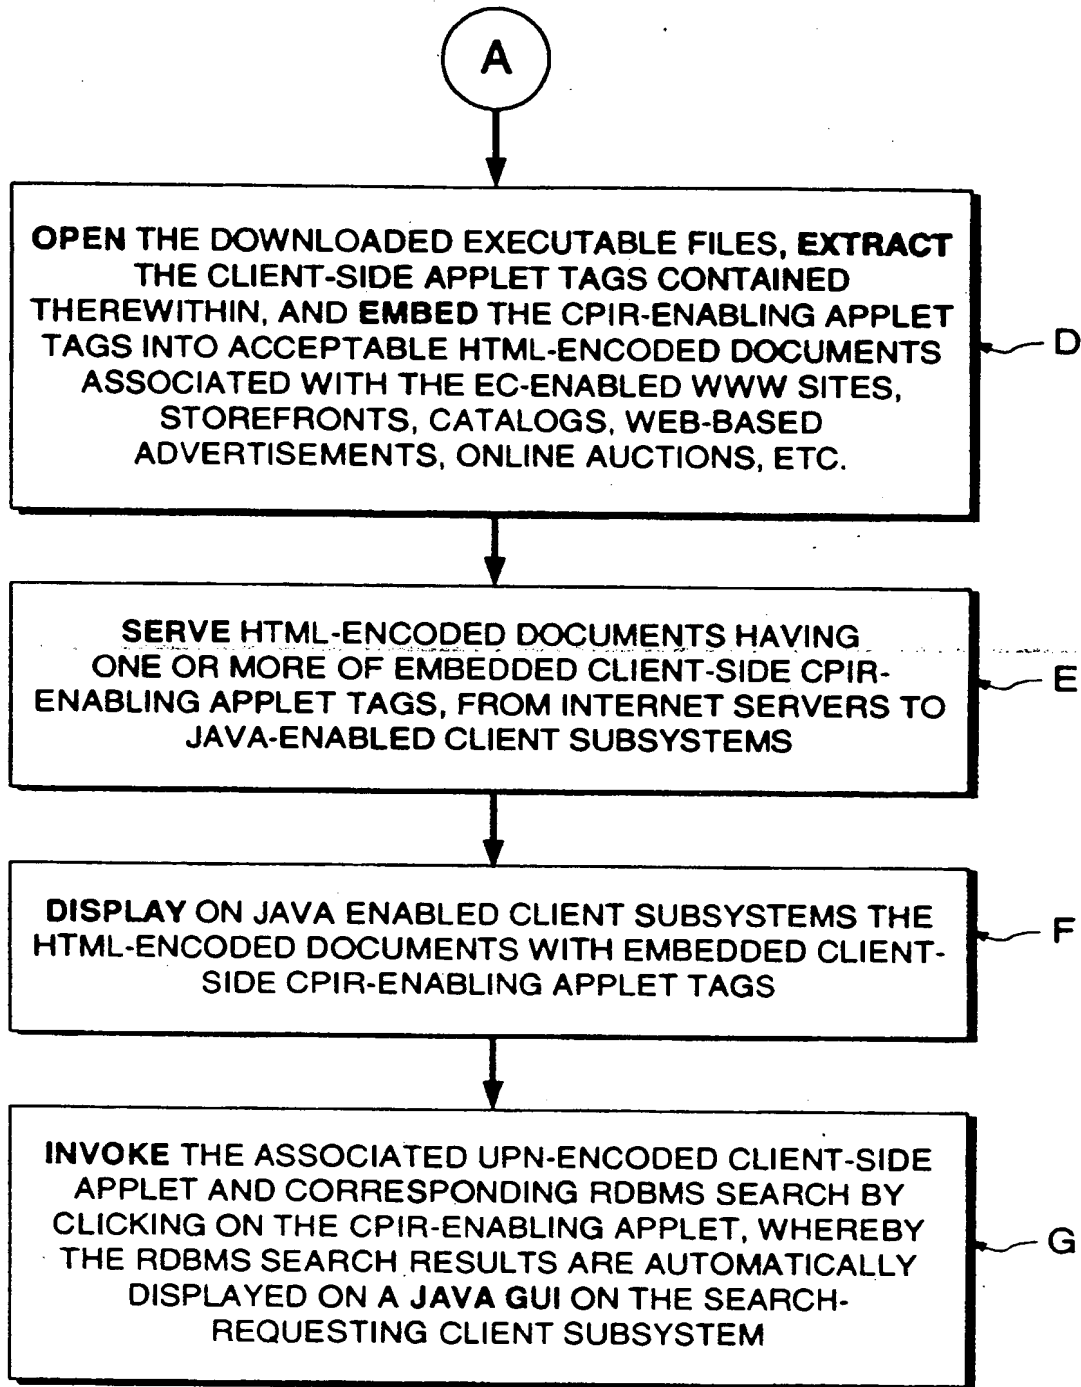 A
OPEN THE DOWNLOADED EXECUTABLE FILES, EXTRACT
THE CLIENT-SIDE APPLET TAGS CONTAINED
THEREWITHIN, AND EMBED THE CPIR-ENABLING APPLET
TAGS INTO ACCEPTABLE HTML-ENCODED DOCUMENTS
ASSOCIATED WITH THE EC-ENABLED WWW SITES,
STOREFRONTS, CATALOGS, WEB-BASED
ADVERTISEMENTS, ONLINE AUCTIONS, ETC.
D
SERVE HTML-ENCODED DOCUMENTS HAVING
ONE OR MORE OF EMBEDDED CLIENT-SIDE CPIR-
ENABLING APPLET TAGS, FROM INTERNET SERVERS TO
JAVA-ENABLED CLIENT SUBSYSTEMS
E
DISPLAY ON JAVA ENABLED CLIENT SUBSYSTEMS THE
HTML-ENCODED DOCUMENTS WITH EMBEDDED CLIENT-
SIDE CPIR-ENABLING APPLET TAGS
F
INVOKE THE ASSOCIATED UPN-ENCODED CLIENT-SIDE
APPLET AND CORRESPONDING RDBMS SEARCH BY
CLICKING ON THE CPIR-ENABLING APPLET, WHEREBY
THE RDBMS SEARCH RESULTS ARE AUTOMATICALLY
DISPLAYED ON A JAVA GUI ON THE SEARCH-
REQUESTING CLIENT SUBSYSTEM
G